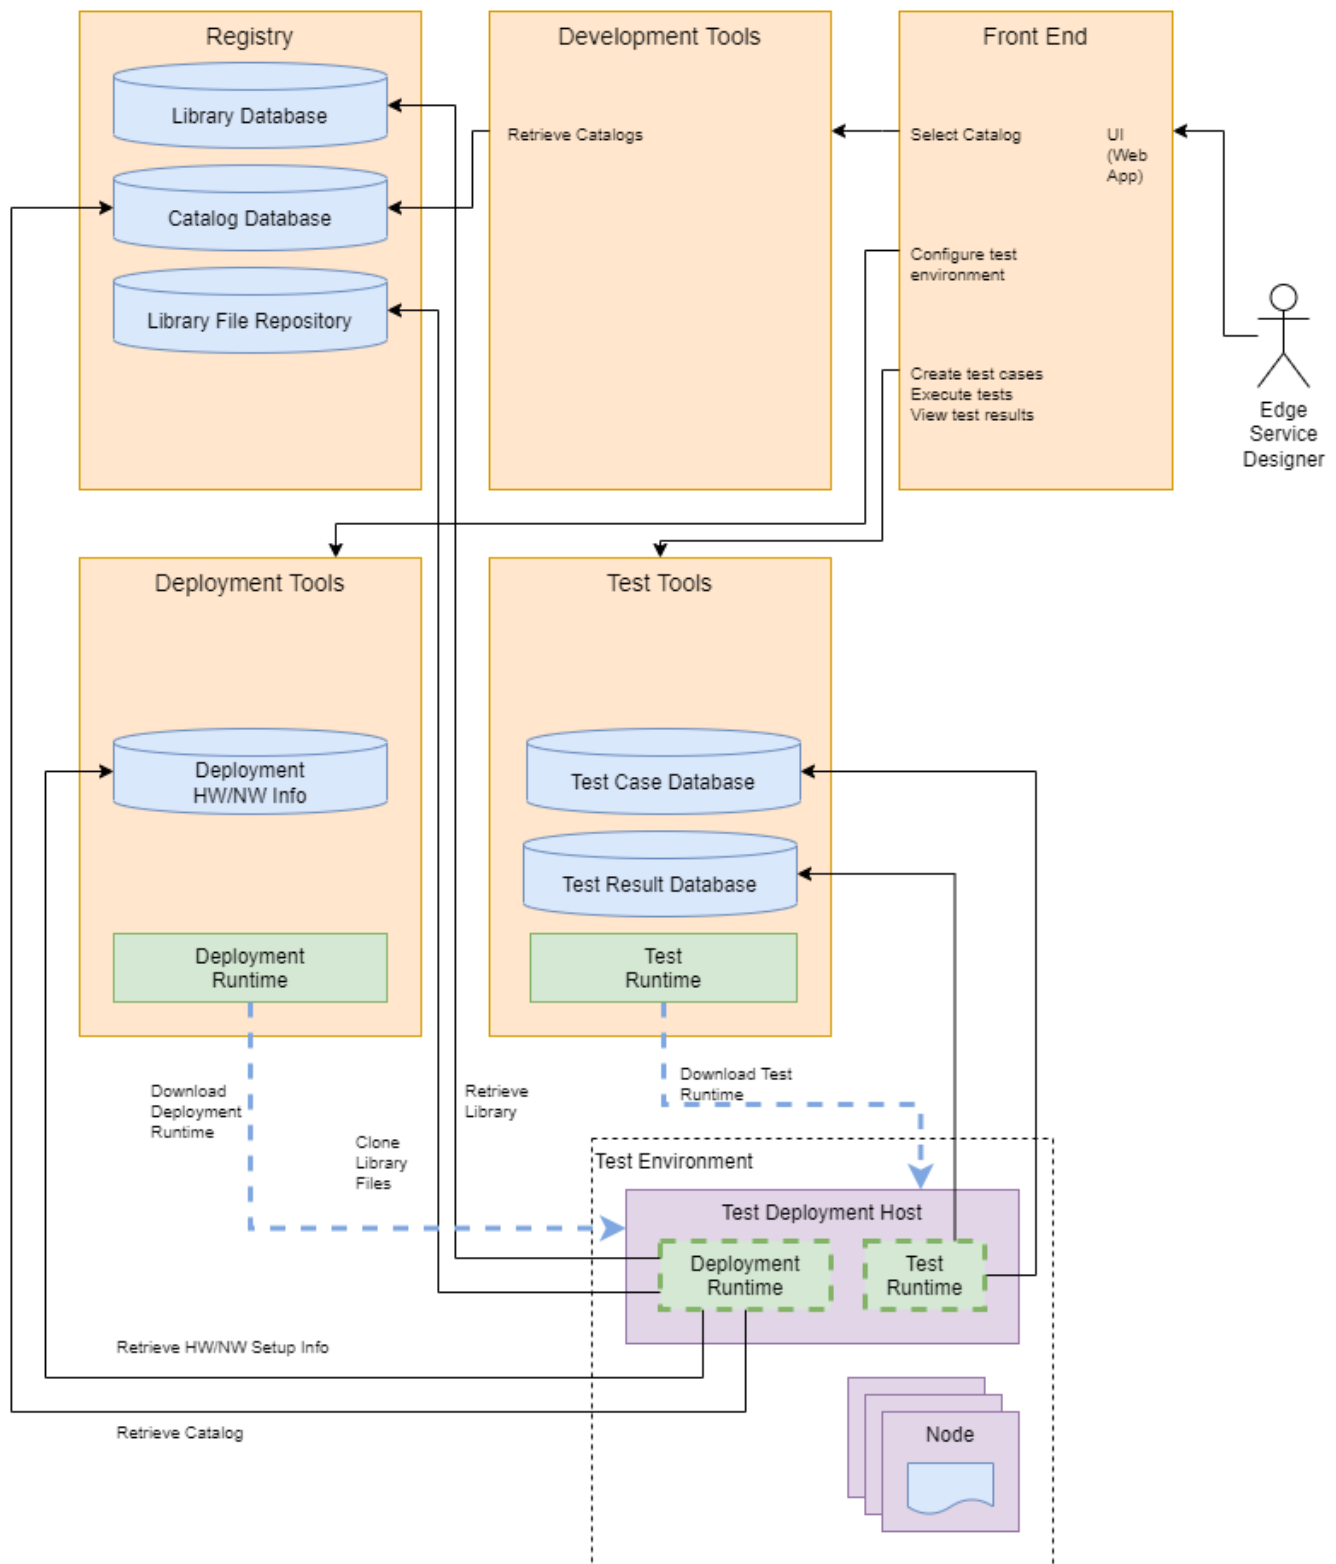 Registry
Library Database
Catalog Database
Library File Repository
Development Tools
Retrieve Catalogs
Front End
Select Catalog
UI
(Web
App)
Configure test
environment
Create test cases
Execute tests
View test results
Edge
Service
Designer
Deployment Tools
Deployment
HW/NW Info
Deployment
Runtime
Test Tools
Test Case Database
Test Result Database
Test
Runtime
Download
Deployment
Runtime
Clone
Library
Files
Retrieve
Library
Download Test
Runtime
Test Environment
Test Deployment Host
Deployment
Runtime
Test
Runtime
Retrieve HW/NW Setup Info
Retrieve Catalog
Node